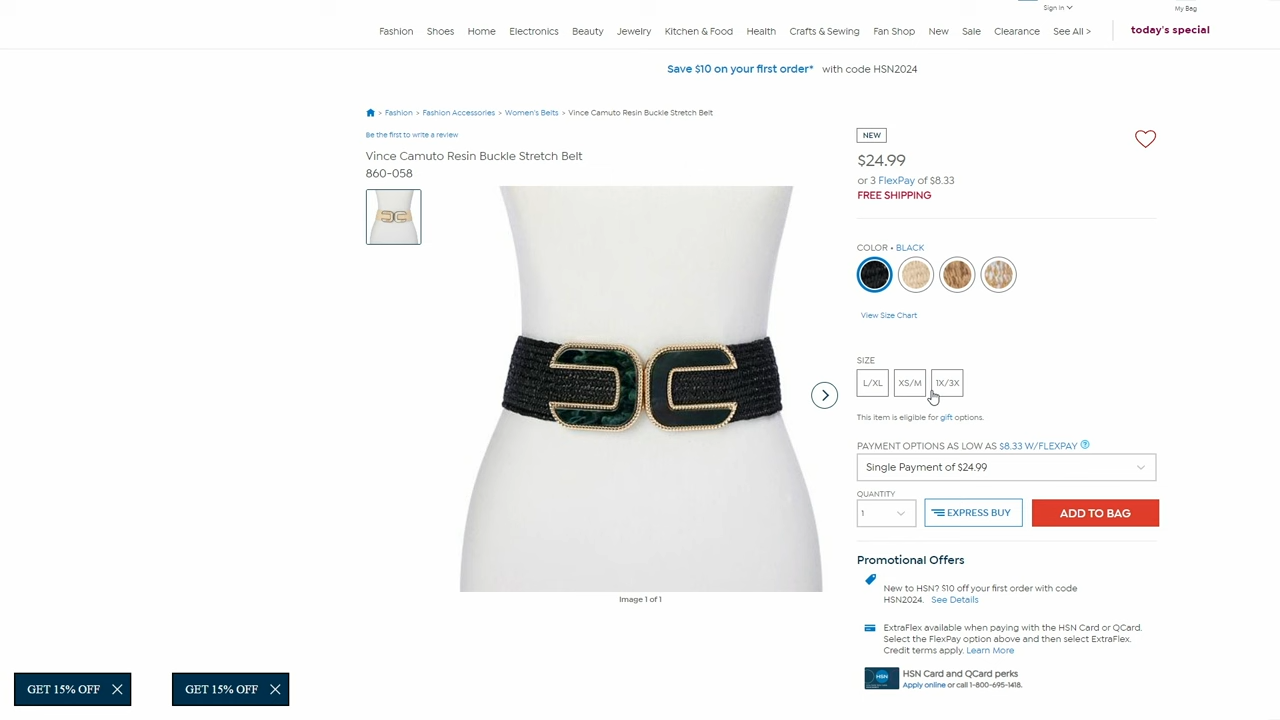 Sign In
My Bag
Fashion Shoes Home Electronics Beauty Jewelry Kitchen & Food Health Crafts & Sewing Fan Shop New Sale Clearance See All >
today's special
Save $10 on your first order* with code HSN2024
> Fashion > Fashion Accessories > Women's Belts > Vince Camuto Resin Buckle Stretch Belt
Be the first to write a review
Vince Camuto Resin Buckle Stretch Belt
860-058
Image 1 of 1
NEW
$24.99
or 3 FlexPay of $8.33
FREE SHIPPING
COLOR • BLACK
View Size Chart
SIZE
L/XL XS/M 1X/3X
This item is eligible for gift options.
PAYMENT OPTIONS AS LOW AS $8.33 W/FLEXPAY ?
Single Payment of $24.99
QUANTITY
1
EXPRESS BUY
ADD TO BAG
Promotional Offers
New to HSN? $10 off your first order with code
HSN2024. See Details
ExtraFlex available when paying with the HSN Card or QCard.
Select the FlexPay option above and then select ExtraFlex.
Credit terms apply. Learn More
HSN
HSN Card and QCard perks
Apply online or call 1-800-695-1418.
GET 15% OFF
GET 15% OFF